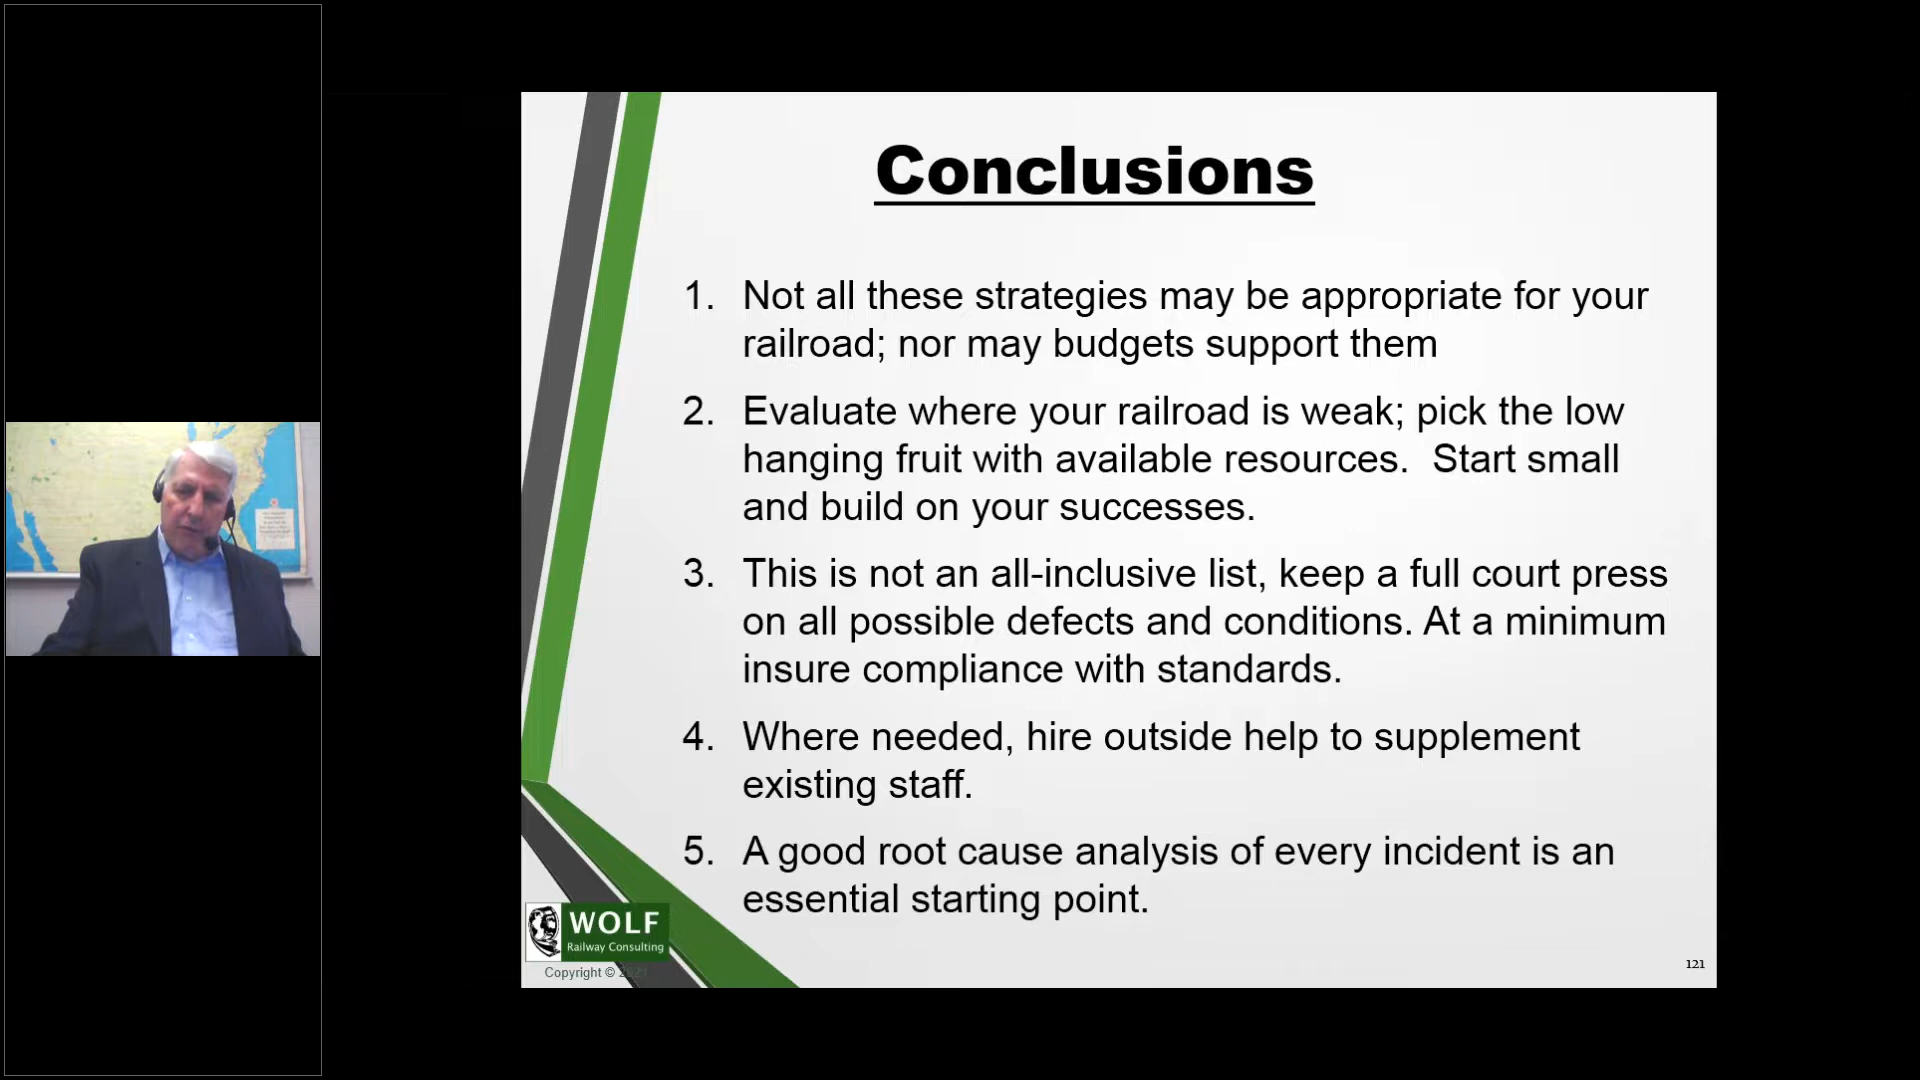 Conclusions
1. Not all these strategies may be appropriate for your
railroad; nor may budgets support them
2. Evaluate where your railroad is weak; pick the low
hanging fruit with available resources.  Start small
and build on your successes.
3. This is not an all-inclusive list, keep a full court press
on all possible defects and conditions. At a minimum
insure compliance with standards.
4. Where needed, hire outside help to supplement
existing staff.
5. A good root cause analysis of every incident is an
essential starting point.
WOLF
Railway Consulting
Copyright ©
121